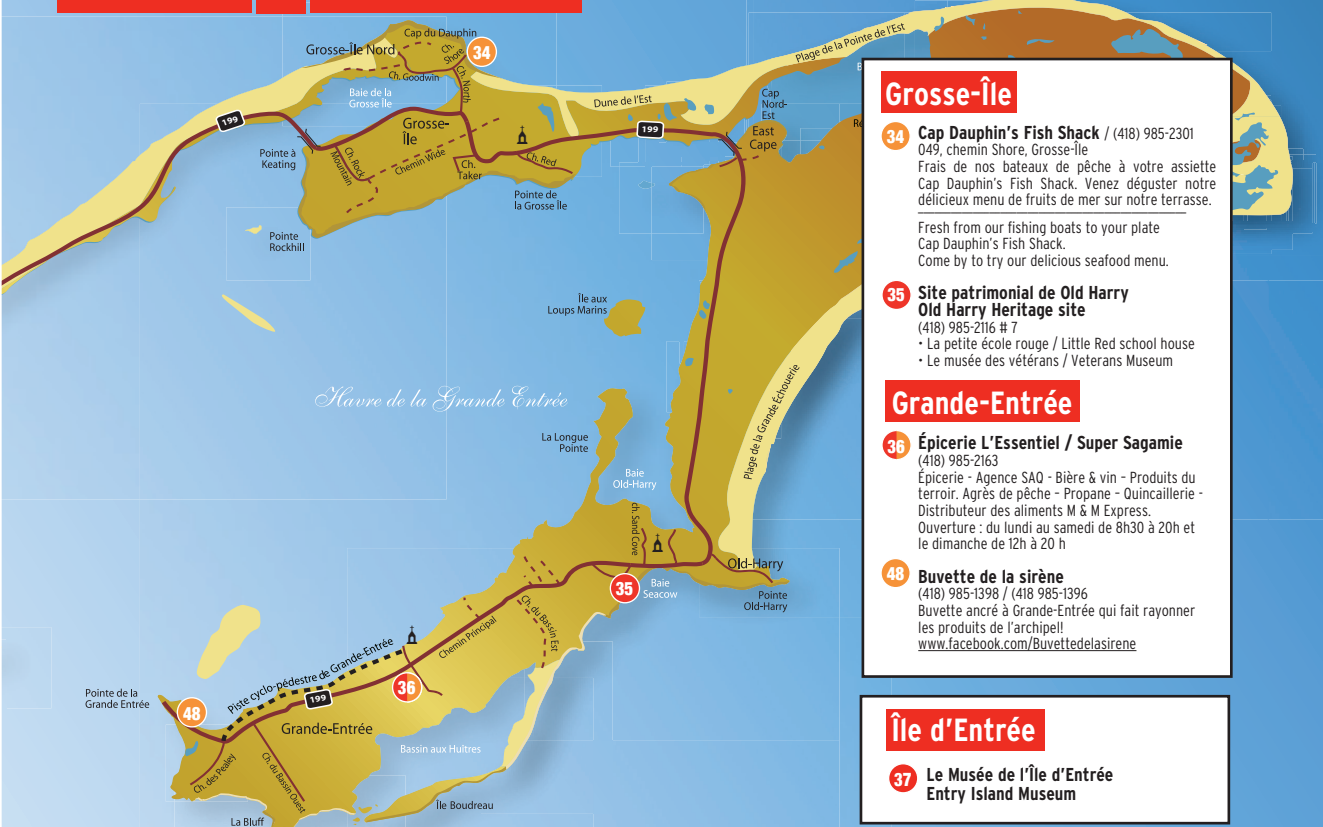 Cap du Dauphin
Grosse-Île Nord
Ch. Shore
34
Ch. Goodwin
Ch. North
Baie de la
Grosse Île
Plage de la Pointe de l'Est
Dune de l'Est
Cap
Nord-
Est
East
Cape
199
199
Grosse-
Île
Pointe à
Keating
Ch. Rock
Mountain
Chemin Wide
Ch.
Taker
Ch. Red
Pointe de
la Grosse Île
Pointe
Rockhill
Île aux
Loups Marins
Havre de la Grande Entrée
La Longue
Pointe
Baie
Old-Harry
Plage de la Grande Échouerie
ch. Sand Cove
Old-Harry
35
Baie
Seacow
Pointe
Old-Harry
Ch. du Bassin Est
Chemin Principal
Piste cyclo-pédestre de Grande-Entrée
36
199
Pointe de la
Grande Entrée
48
Grande-Entrée
Bassin aux Huîtres
Ch. des Pealey
Ch. du Bassin Ouest
Île Boudreau
La Bluff
Grosse-Île
34 Cap Dauphin's Fish Shack / (418) 985-2301
049, chemin Shore, Grosse-Île
Frais de nos bateaux de pêche à votre assiette
Cap Dauphin's Fish Shack. Venez déguster notre
délicieux menu de fruits de mer sur notre terrasse.
Fresh from our fishing boats to your plate
Cap Dauphin's Fish Shack.
Come by to try our delicious seafood menu.
35 Site patrimonial de Old Harry
Old Harry Heritage site
(418) 985-2116 # 7
• La petite école rouge / Little Red school house
• Le musée des vétérans / Veterans Museum
Grande-Entrée
36 Épicerie L'Essentiel / Super Sagamie
(418) 985-2163
Épicerie - Agence SAQ - Bière & vin - Produits du
terroir. Agrès de pêche - Propane - Quincaillerie -
Distributeur des aliments M & M Express.
Ouverture : du lundi au samedi de 8h30 à 20h et
le dimanche de 12h à 20 h
48 Buvette de la sirène
(418) 985-1398 / (418 985-1396
Buvette ancré à Grande-Entrée qui fait rayonner
les produits de l'archipel!
www.facebook.com/Buvettedelasirene
Île d'Entrée
37 Le Musée de l'Île d'Entrée
Entry Island Museum